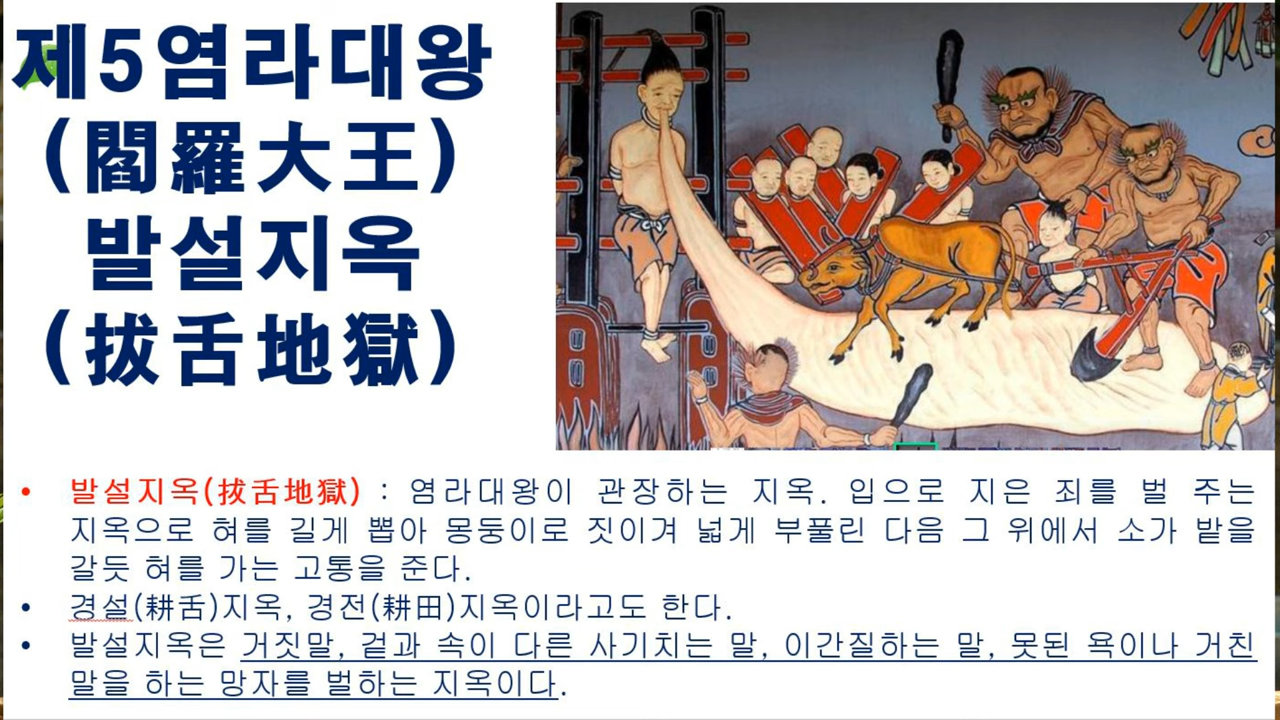 제5염라대왕
(閻羅大王)
발설지옥
(拔舌地獄)
• 발설지옥(拔舌地獄) : 염라대왕이 관장하는 지옥. 입으로 지은 죄를 벌 주는
지옥으로 혀를 길게 뽑아 몽둥이로 짓이겨 넓게 부풀린 다음 그 위에서 소가 밭을
갈듯 혀를 가는 고통을 준다.
• 경설(耕舌)지옥, 경전(耕田)지옥이라고도 한다.
• 발설지옥은 거짓말, 겉과 속이 다른 사기치는 말, 이간질하는 말, 못된 욕이나 거친
말을 하는 망자를 벌하는 지옥이다.